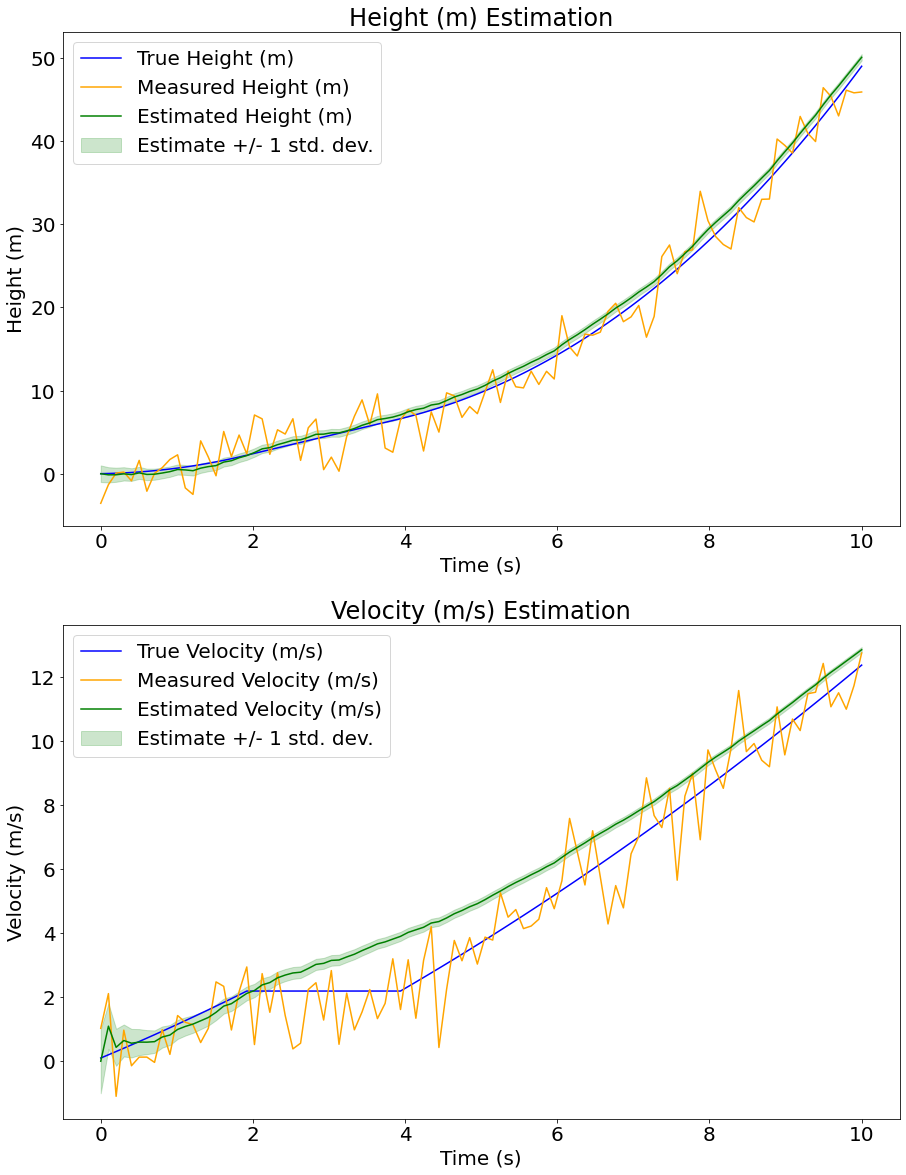 Height (m) Estimation
True Height (m)
Measured Height (m)
Estimated Height (m)
Estimate +/- 1 std. dev.
50
40
30
20
10
0
Height (m)
0 2 4 6 8 10
Time (s)
Velocity (m/s) Estimation
True Velocity (m/s)
Measured Velocity (m/s)
Estimated Velocity (m/s)
Estimate +/- 1 std. dev.
12
10
8
6
4
2
0
Velocity (m/s)
0 2 4 6 8 10
Time (s)